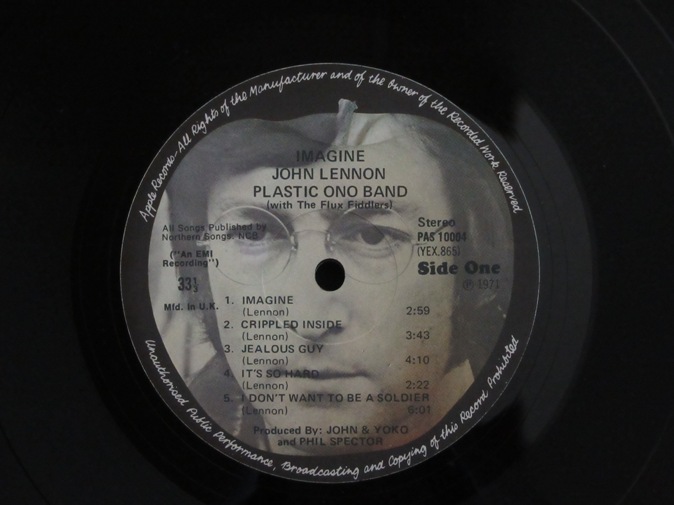 Apple Records-All Rights of the Manufacturer and of the Owner of the Recorded Work Reserved
IMAGINE
JOHN LENNON
PLASTIC ONO BAND
(with The Flux Fiddlers)
All Songs Published by
Northern Songs. NCB
("An EMI
Recording")
33⅓
Mfd. In U.K.
Stereo
PAS 10004
(YEX.865)
Side One
Ⓟ 1971
1. IMAGINE
(Lennon) 2:59
2. CRIPPLED INSIDE
(Lennon) 3:43
3. JEALOUS GUY
(Lennon) 4:10
4. IT'S SO HARD
(Lennon) 2:22
5. I DON'T WANT TO BE A SOLDIER
(Lennon) 6:01
Produced By: JOHN & YOKO
and PHIL SPECTOR
Unauthorised Public Performance, Broadcasting and Copying of this Record Prohibited